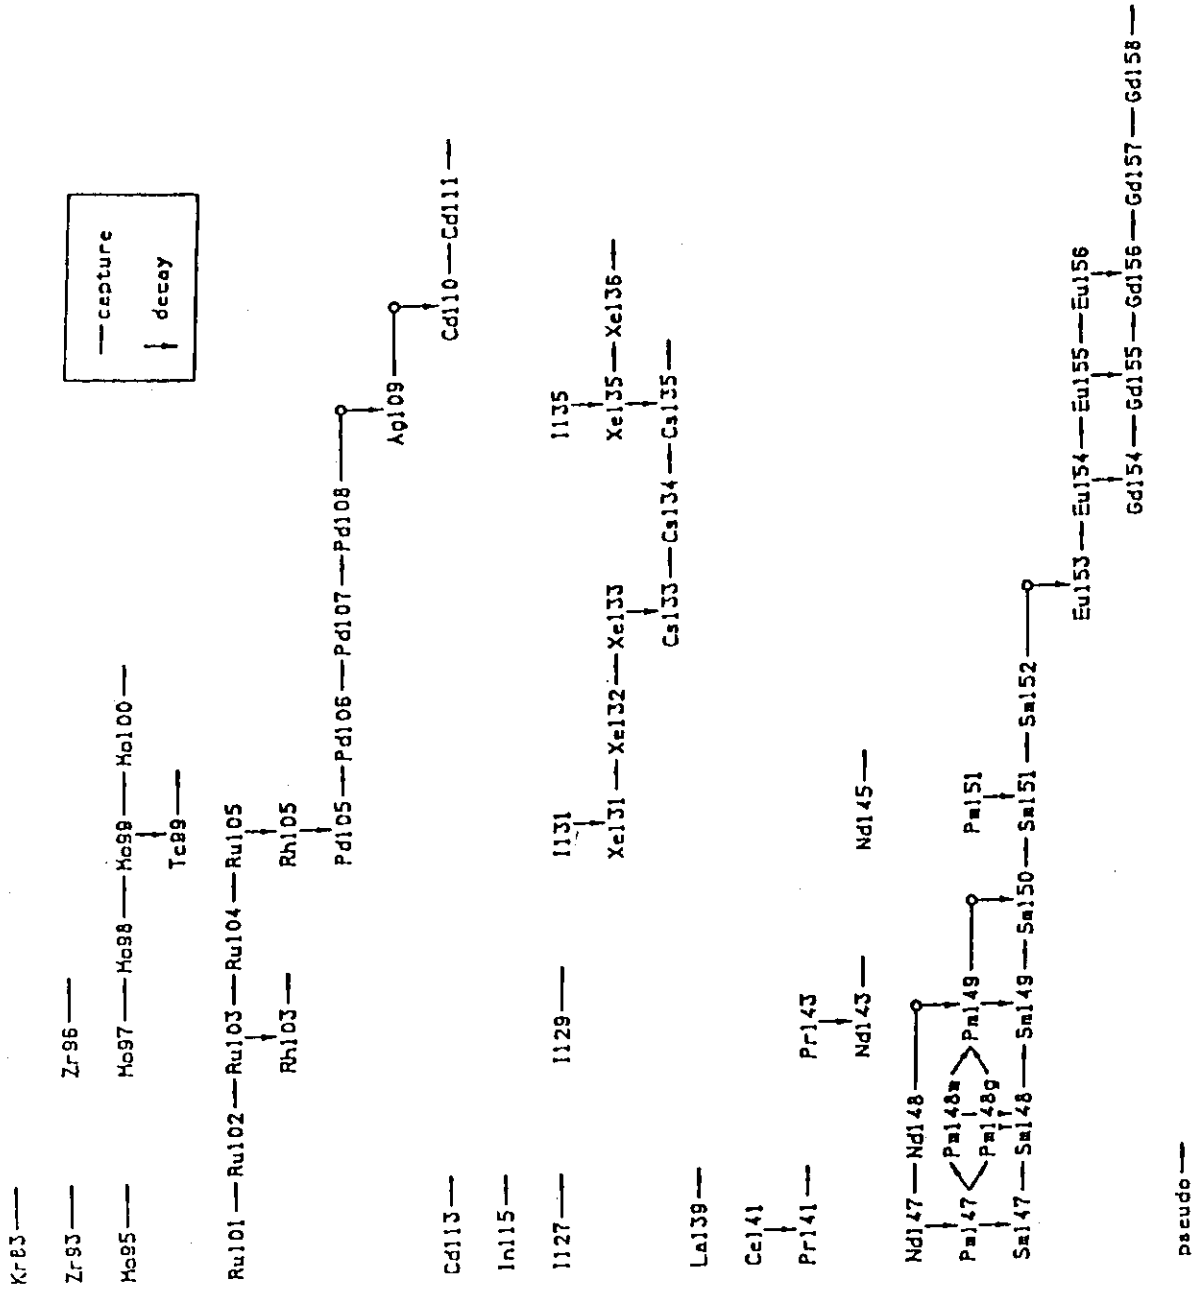 Kr83
Zr93 Zr96
Mo95 Mo97 Mo98 Mo99 Mo100
Tc99
Ru101 Ru102 Ru103 Ru104 Ru105
Rh103 Rh105
Pd105 Pd106 Pd107 Pd108
Ag109
Cd113 Cd110 Cd111
In115
I127 I129 I131 I135
Xe131 Xe132 Xe133 Xe135 Xe136
Cs133 Cs134 Cs135
La139
Ce141
Pr141 Pr143
Nd143 Nd145
Nd147 Nd148
Pm147 Pm148m Pm149 Pm151
Pm148g
Sm147 Sm148 Sm149 Sm150 Sm151 Sm152
Eu153 Eu154 Eu155 Eu156
Gd154 Gd155 Gd156 Gd157 Gd158
pseudo
capture
decay